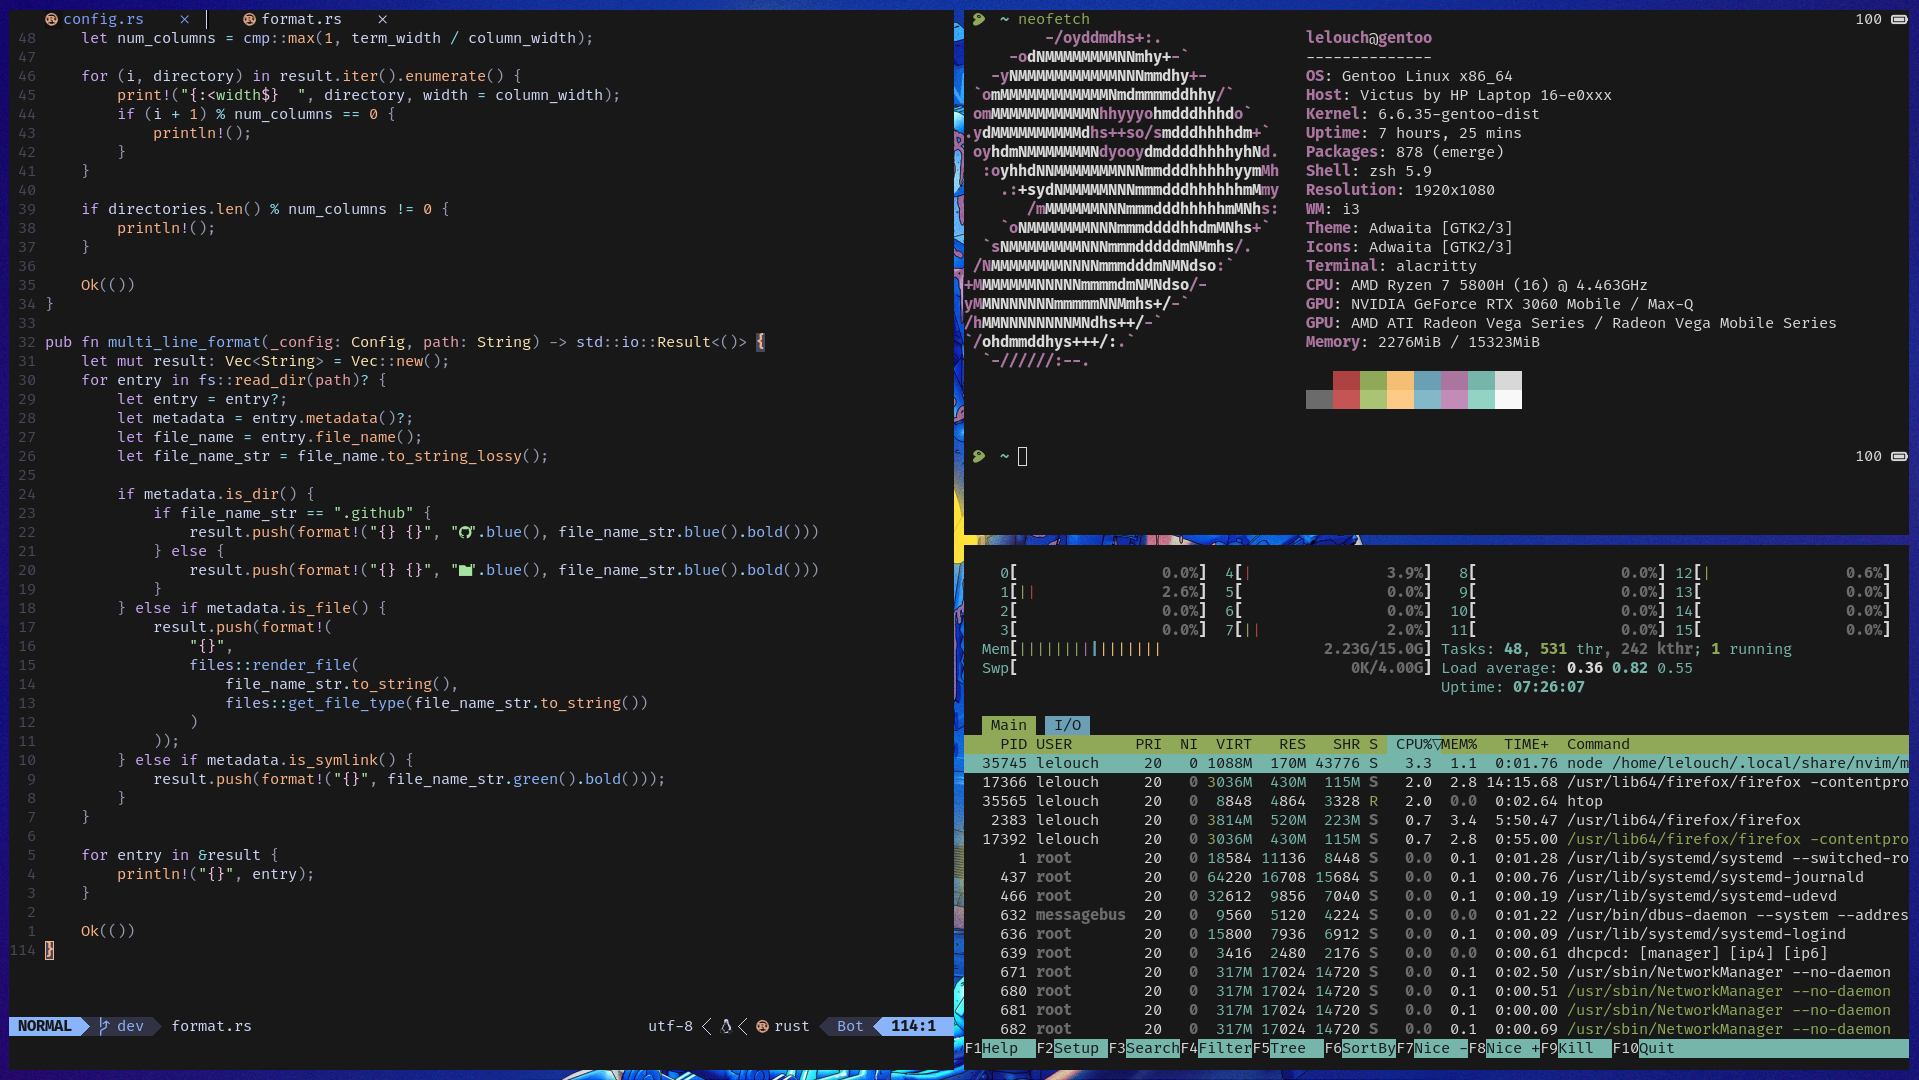 config.rs × format.rs ×
48     let num_columns = cmp::max(1, term_width / column_width);
47
46     for (i, directory) in result.iter().enumerate() {
45         print!("{:<width$}  ", directory, width = column_width);
44         if (i + 1) % num_columns == 0 {
43             println!();
42         }
41     }
40
39     if directories.len() % num_columns != 0 {
38         println!();
37     }
36
35     Ok(())
34 }
33
32 pub fn multi_line_format(_config: Config, path: String) -> std::io::Result<()> {
31     let mut result: Vec<String> = Vec::new();
30     for entry in fs::read_dir(path)? {
29         let entry = entry?;
28         let metadata = entry.metadata()?;
27         let file_name = entry.file_name();
26         let file_name_str = file_name.to_string_lossy();
25
24         if metadata.is_dir() {
23             if file_name_str == ".github" {
22                 result.push(format!("{} {}", "".blue(), file_name_str.blue().bold()))
21             } else {
20                 result.push(format!("{} {}", "".blue(), file_name_str.blue().bold()))
19             }
18         } else if metadata.is_file() {
17             result.push(format!(
16                 "{}",
15                 files::render_file(
14                     file_name_str.to_string(),
13                     files::get_file_type(file_name_str.to_string())
12                 )
11             ));
10         } else if metadata.is_symlink() {
9             result.push(format!("{}", file_name_str.green().bold()));
8         }
7     }
6
5     for entry in &result {
4         println!("{}", entry);
3     }
2
1     Ok(())
114 }
NORMAL dev format.rs utf-8 rust Bot 114:1
~ neofetch 100
-/oyddmdhs+:.
-odNMMMMMMMMNNmhy+-`
-yNMMMMMMMMMMMNNNmmdhy+-
`omMMMMMMMMMMMMNmdmmmmddhhy/`
omMMMMMMMMMMMNhhyyyohmdddhhhdo`
.ydMMMMMMMMMMdhs++so/smdddhhhhdm+`
oyhdmNMMMMMMMNdyooydmddddhhhhyhNd.
:oyhhdNNMMMMMMMNNNmmdddhhhhhyymMh
.:+sydNMMMMMNNNmmmdddhhhhhhmMmy
/mMMMMMMNNNmmmdddhhhhhmMNhs:
`oNMMMMMMMNNNmmmddddhhdmMNhs+`
`sNMMMMMMMMNNNmmmdddddmNMmhs/.
/NMMMMMMMMNNNNmmmdddmNMNdso:`
+MMMMMMMNNNNNmmmmdmNMNdso/-
yMMNNNNNNNmmmmmNNMmhs+/-`
/hMMNNNNNNNNMNdhs++/-`
`/ohdmmddhys+++/:.`
`-//////:--.
lelouch@gentoo
--------------
OS: Gentoo Linux x86_64
Host: Victus by HP Laptop 16-e0xxx
Kernel: 6.6.35-gentoo-dist
Uptime: 7 hours, 25 mins
Packages: 878 (emerge)
Shell: zsh 5.9
Resolution: 1920x1080
WM: i3
Theme: Adwaita [GTK2/3]
Icons: Adwaita [GTK2/3]
Terminal: alacritty
CPU: AMD Ryzen 7 5800H (16) @ 4.463GHz
GPU: NVIDIA GeForce RTX 3060 Mobile / Max-Q
GPU: AMD ATI Radeon Vega Series / Radeon Vega Mobile Series
Memory: 2276MiB / 15323MiB
~ 100
0[ 0.0%] 4[| 3.9%] 8[ 0.0%] 12[| 0.6%]
1[|| 2.6%] 5[ 0.0%] 9[ 0.0%] 13[ 0.0%]
2[ 0.0%] 6[ 0.0%] 10[ 0.0%] 14[ 0.0%]
3[ 0.0%] 7[|| 2.0%] 11[ 0.0%] 15[ 0.0%]
Mem[|||||||||||||||| 2.23G/15.0G] Tasks: 48, 531 thr, 242 kthr; 1 running
Swp[ 0K/4.00G] Load average: 0.36 0.82 0.55
Uptime: 07:26:07
Main I/O
PID USER PRI NI VIRT RES SHR S CPU%▽MEM% TIME+ Command
35745 lelouch 20 0 1088M 170M 43776 S 3.3 1.1 0:01.76 node /home/lelouch/.local/share/nvim/m
17366 lelouch 20 0 3036M 430M 115M S 2.0 2.8 14:15.68 /usr/lib64/firefox/firefox -contentpro
35565 lelouch 20 0 8848 4864 3328 R 2.0 0.0 0:02.64 htop
2383 lelouch 20 0 3814M 520M 223M S 0.7 3.4 5:50.47 /usr/lib64/firefox/firefox
17392 lelouch 20 0 3036M 430M 115M S 0.7 2.8 0:55.00 /usr/lib64/firefox/firefox -contentpro
1 root 20 0 18584 11136 8448 S 0.0 0.1 0:01.28 /usr/lib/systemd/systemd --switched-ro
437 root 20 0 64220 16708 15684 S 0.0 0.1 0:00.76 /usr/lib/systemd/systemd-journald
466 root 20 0 32612 9856 7040 S 0.0 0.1 0:00.19 /usr/lib/systemd/systemd-udevd
632 messagebus 20 0 9560 5120 4224 S 0.0 0.0 0:01.22 /usr/bin/dbus-daemon --system --addres
636 root 20 0 15800 7936 6912 S 0.0 0.1 0:00.09 /usr/lib/systemd/systemd-logind
639 root 20 0 3416 2480 2176 S 0.0 0.0 0:00.61 dhcpcd: [manager] [ip4] [ip6]
671 root 20 0 317M 17024 14720 S 0.0 0.1 0:02.50 /usr/sbin/NetworkManager --no-daemon
680 root 20 0 317M 17024 14720 S 0.0 0.1 0:00.51 /usr/sbin/NetworkManager --no-daemon
681 root 20 0 317M 17024 14720 S 0.0 0.1 0:00.00 /usr/sbin/NetworkManager --no-daemon
682 root 20 0 317M 17024 14720 S 0.0 0.1 0:00.69 /usr/sbin/NetworkManager --no-daemon
F1Help F2Setup F3SearchF4FilterF5Tree F6SortByF7Nice -F8Nice +F9Kill F10Quit